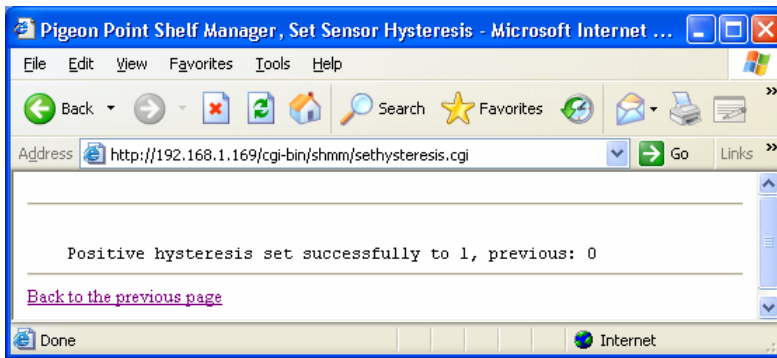 Pigeon Point Shelf Manager, Set Sensor Hysteresis - Microsoft Internet ...
File Edit View Favorites Tools Help
Back Search Favorites »
Address http://192.168.1.169/cgi-bin/shmm/sethysteresis.cgi Go Links »
Positive hysteresis set successfully to 1, previous: 0
Back to the previous page
Done Internet